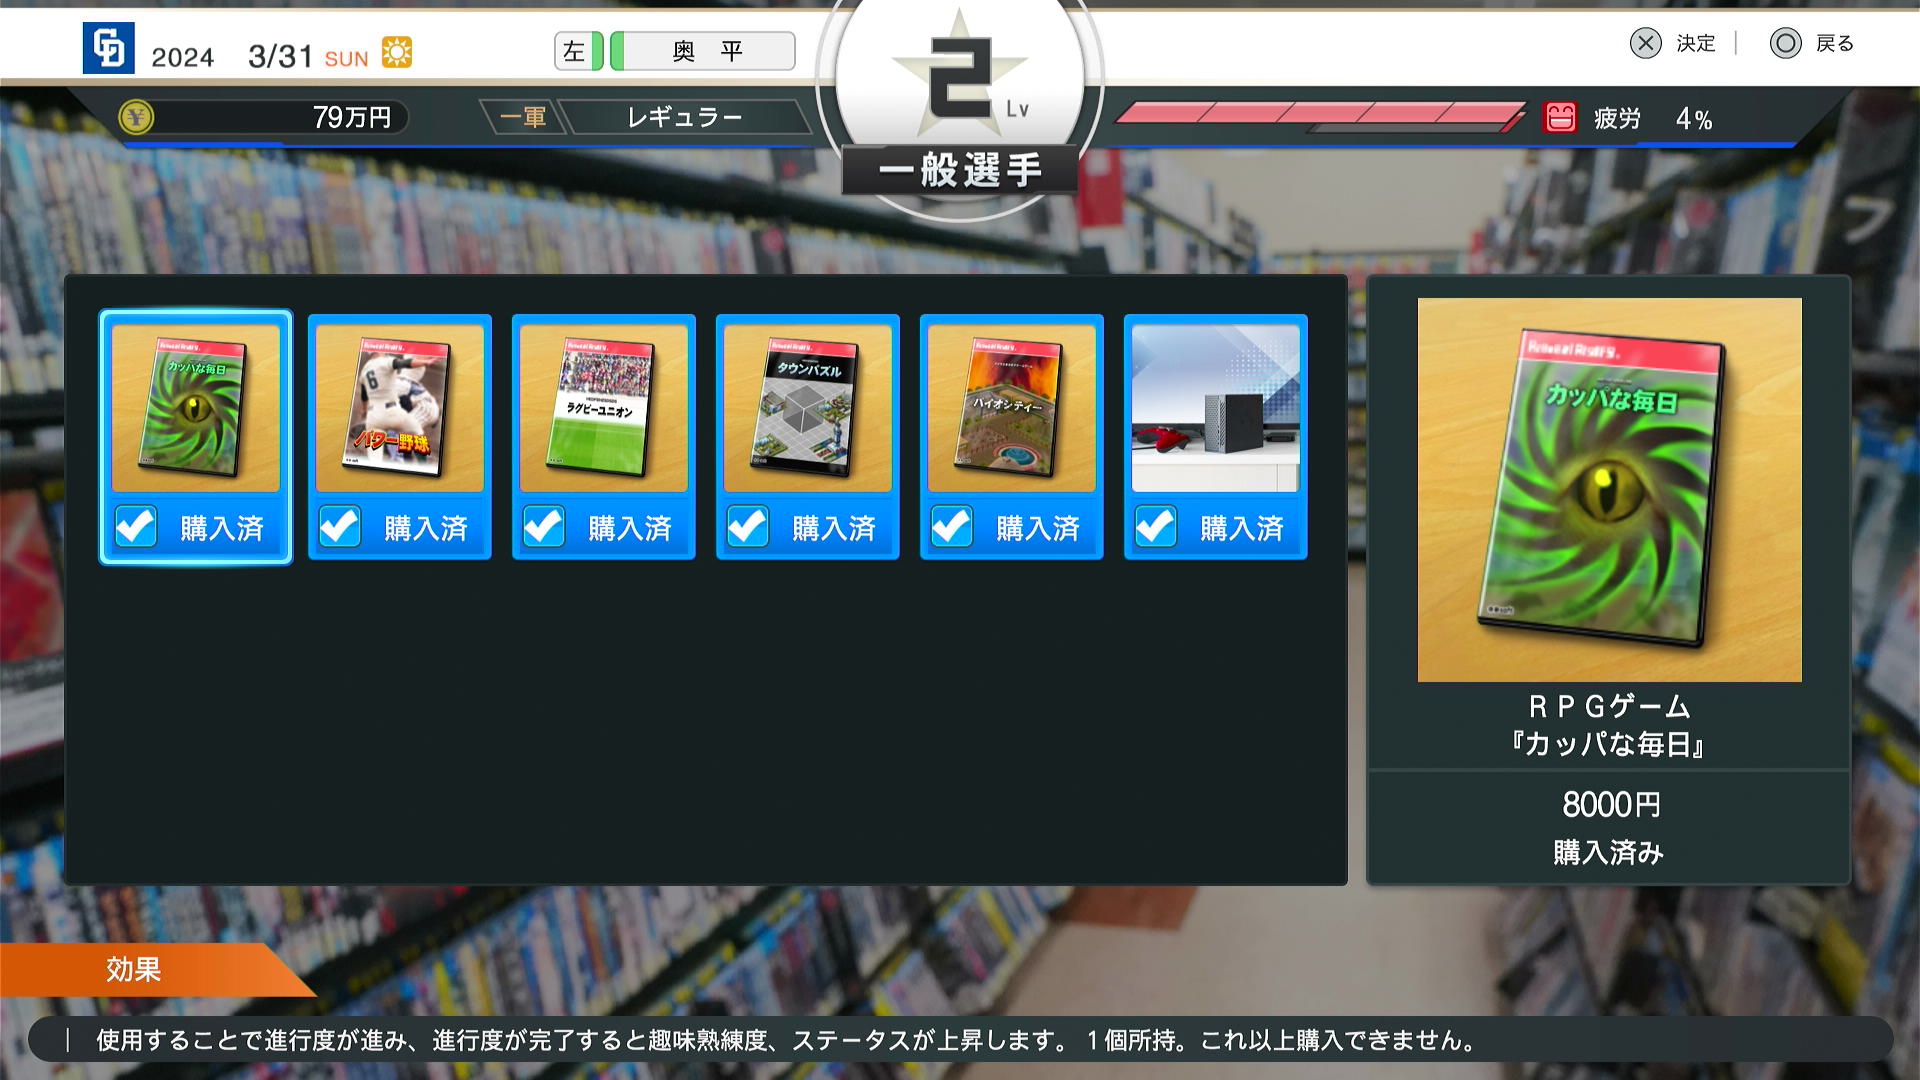 2024 3/31 SUN
左 奥 平
2 Lv
一般選手
決定
戻る
79万円
一軍 レギュラー
疲労 4%
フ
カッパな毎日
パワー野球
ラグビーユニオン
タウンパズル
バイオシティー
購入済
購入済
購入済
購入済
購入済
購入済
カッパな毎日
RPGゲーム
『カッパな毎日』
8000円
購入済み
効果
使用することで進行度が進み、進行度が完了すると趣味熟練度、ステータスが上昇します。1個所持。これ以上購入できません。